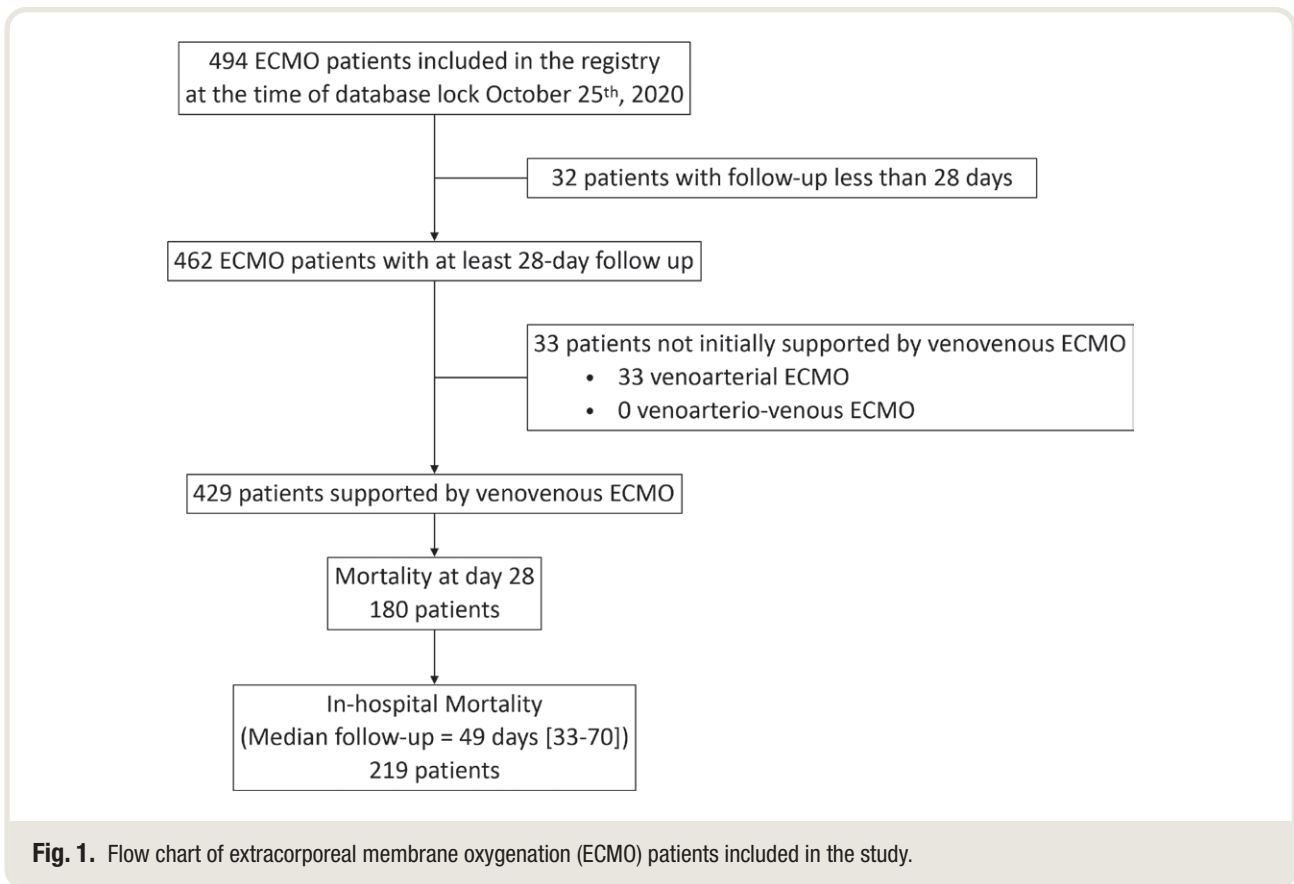 494 ECMO patients included in the registry
at the time of database lock October 25th, 2020
32 patients with follow-up less than 28 days
462 ECMO patients with at least 28-day follow up
33 patients not initially supported by venovenous ECMO
• 33 venoarterial ECMO
• 0 venoarterio-venous ECMO
429 patients supported by venovenous ECMO
Mortality at day 28
180 patients
In-hospital Mortality
(Median follow-up = 49 days [33-70])
219 patients
Fig. 1. Flow chart of extracorporeal membrane oxygenation (ECMO) patients included in the study.